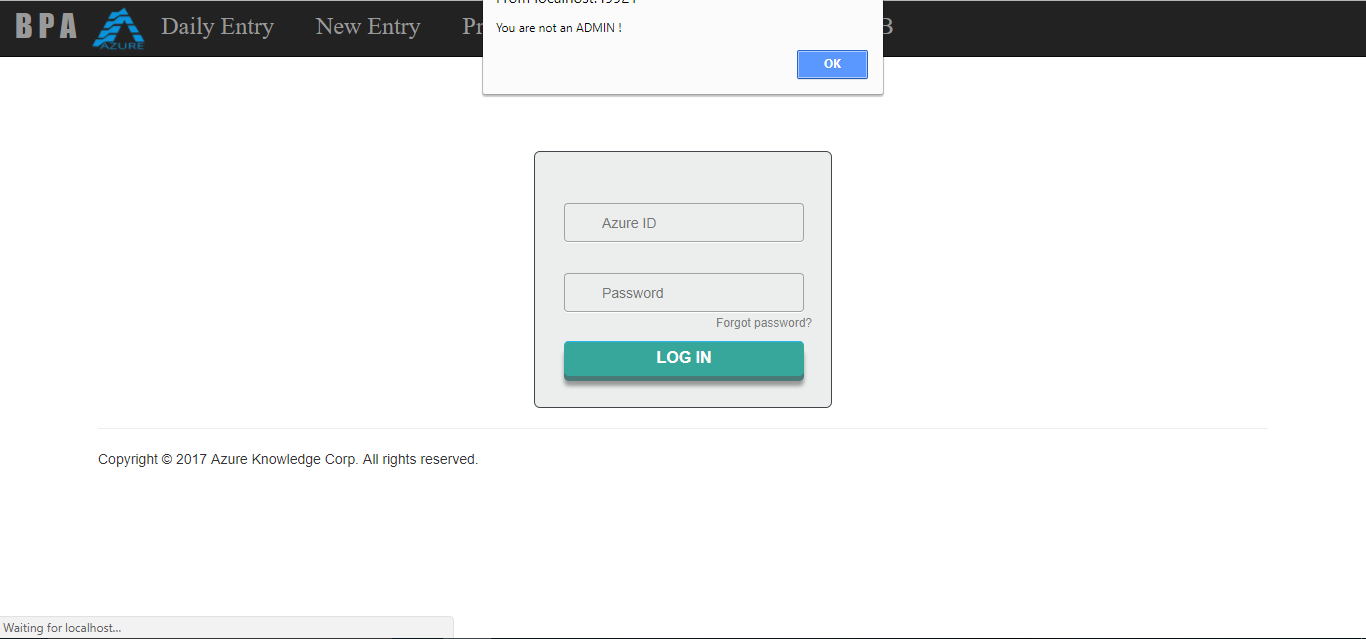 BPA AZURE Daily Entry New Entry
You are not an ADMIN !
OK
Azure ID
Password
Forgot password?
LOG IN
Copyright © 2017 Azure Knowledge Corp. All rights reserved.
Waiting for localhost...